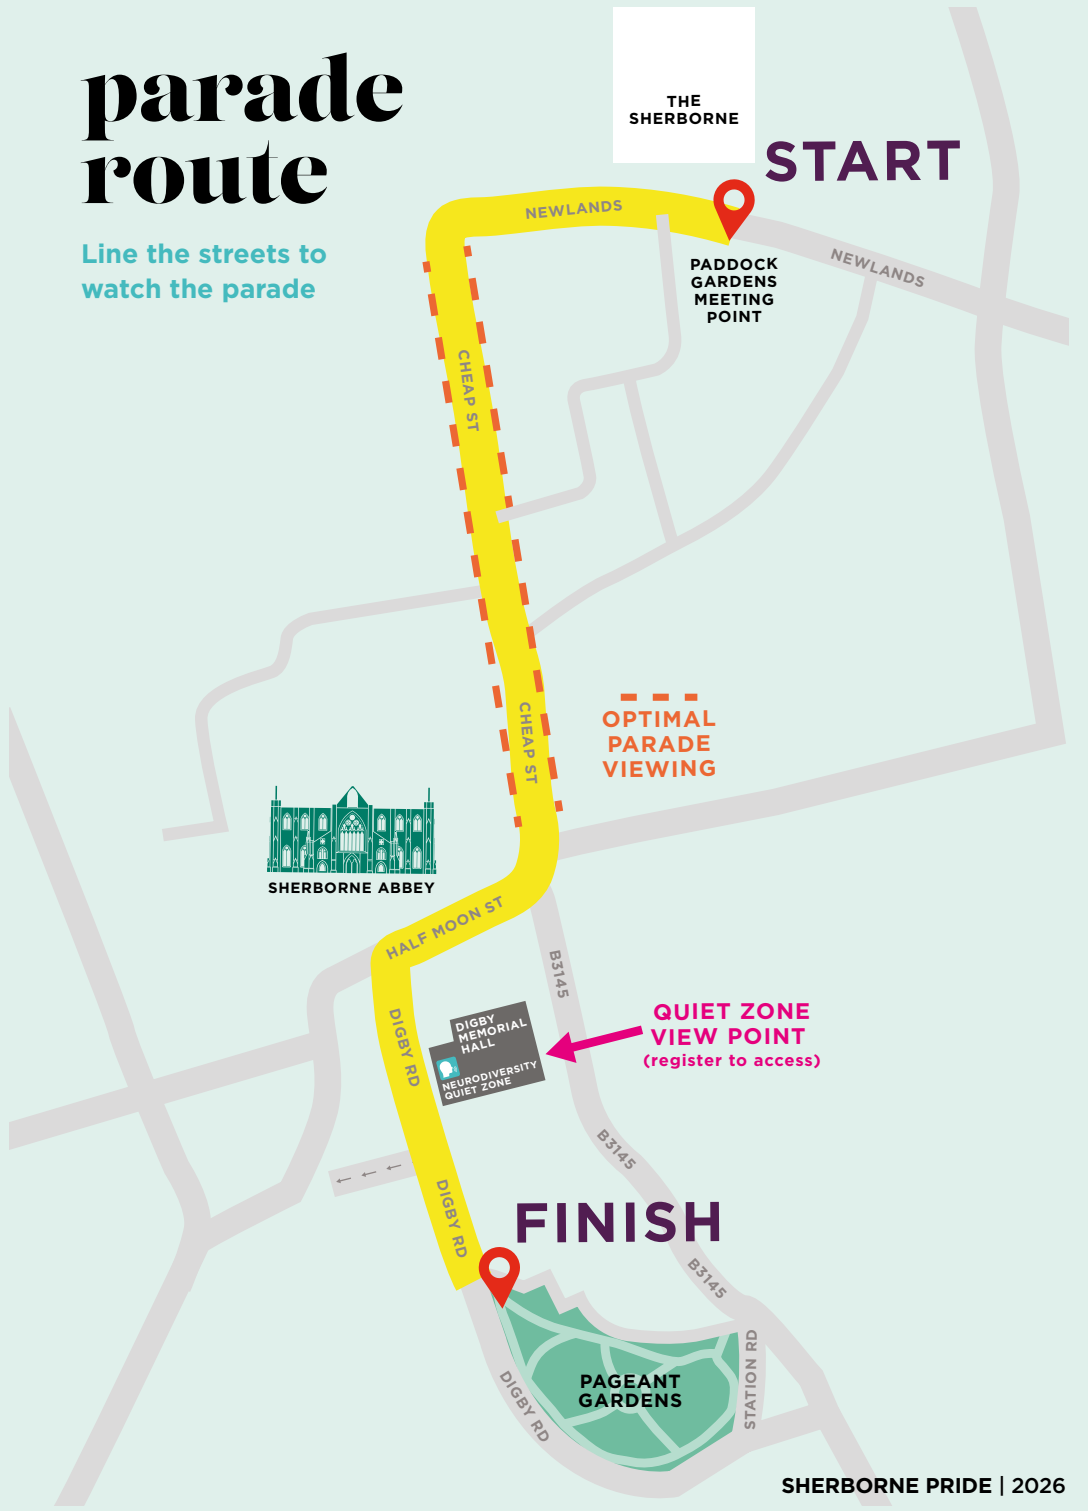 parade
route
Line the streets to
watch the parade
THE
SHERBORNE
START
NEWLANDS
NEWLANDS
PADDOCK
GARDENS
MEETING
POINT
CHEAP ST
OPTIMAL
PARADE
VIEWING
CHEAP ST
SHERBORNE ABBEY
HALF MOON ST
B3145
DIGBY RD
DIGBY
MEMORIAL
HALL
NEURODIVERSITY
QUIET ZONE
QUIET ZONE
VIEW POINT
(register to access)
B3145
DIGBY RD
FINISH
B3145
PAGEANT
GARDENS
STATION RD
DIGBY RD
SHERBORNE PRIDE | 2026